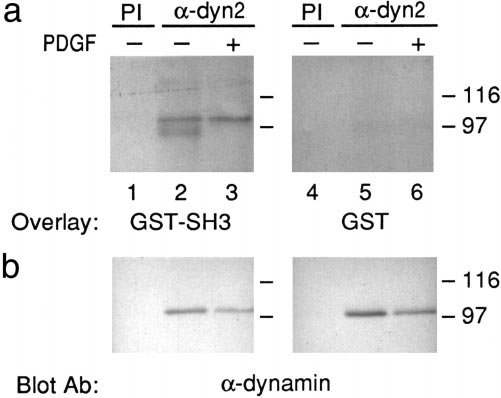 a PI α-dyn2 PI α-dyn2
PDGF – – + – – +
– – 116
– – 97
1 2 3 4 5 6
Overlay: GST-SH3 GST
b
– – 116
– – 97
Blot Ab: α-dynamin